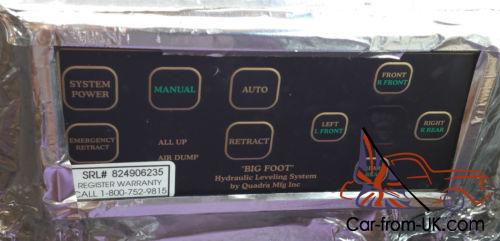 SYSTEM
POWER
MANUAL
AUTO
FRONT
R FRONT
LEFT
L FRONT
RIGHT
R REAR
EMERGENCY
RETRACT
ALL UP
AIR DUMP
RETRACT
SRL# 824906235
REGISTER WARRANTY
CALL 1-800-752-9815
"BIG FOOT"
Hydraulic Leveling System
by Quadra Mfg Inc
Car-from-UK.com